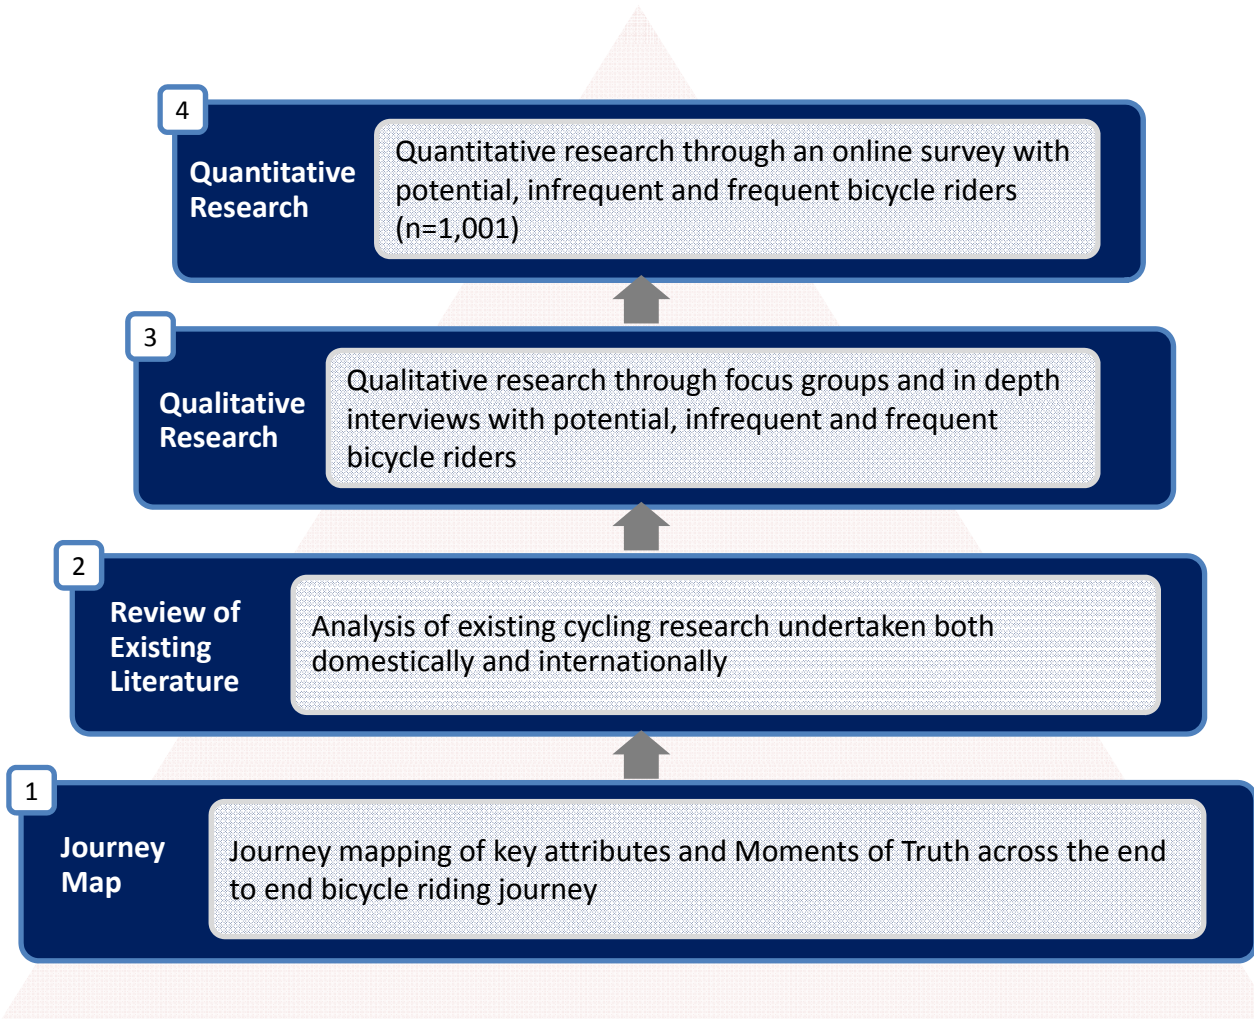 4
Quantitative
Research
Quantitative research through an online survey with
potential, infrequent and frequent bicycle riders
(n=1,001)
3
Qualitative
Research
Qualitative research through focus groups and in depth
interviews with potential, infrequent and frequent
bicycle riders
2
Review of
Existing
Literature
Analysis of existing cycling research undertaken both
domestically and internationally
1
Journey
Map
Journey mapping of key attributes and Moments of Truth across the end
to end bicycle riding journey